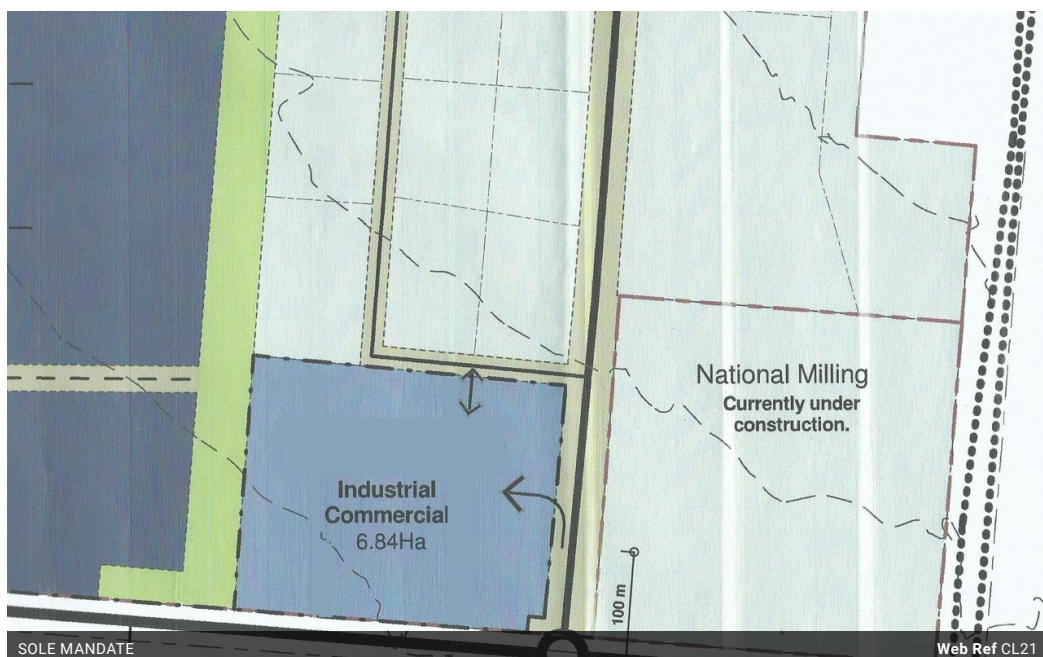 National Milling
Currently under
construction.
Industrial
Commercial
6.84Ha
100 m
SOLE MANDATE
Web Ref CL21